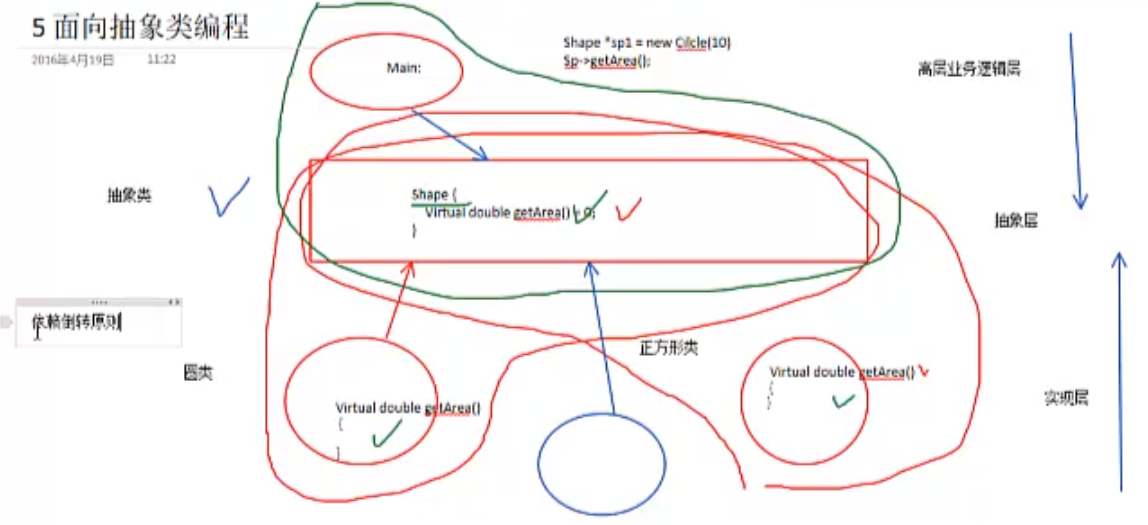 5 面向抽象类编程
2016年4月19日 11:22
Shape *sp1 = new Cilcle(10)
Sp->getArea();
高层业务逻辑层
Main:
抽象类
Shape {
Virtual double getArea() = 0;
}
抽象层
依赖倒转原则
圆类
正方形类
Virtual double getArea()
{
}
Virtual double getArea()
{
}
实现层